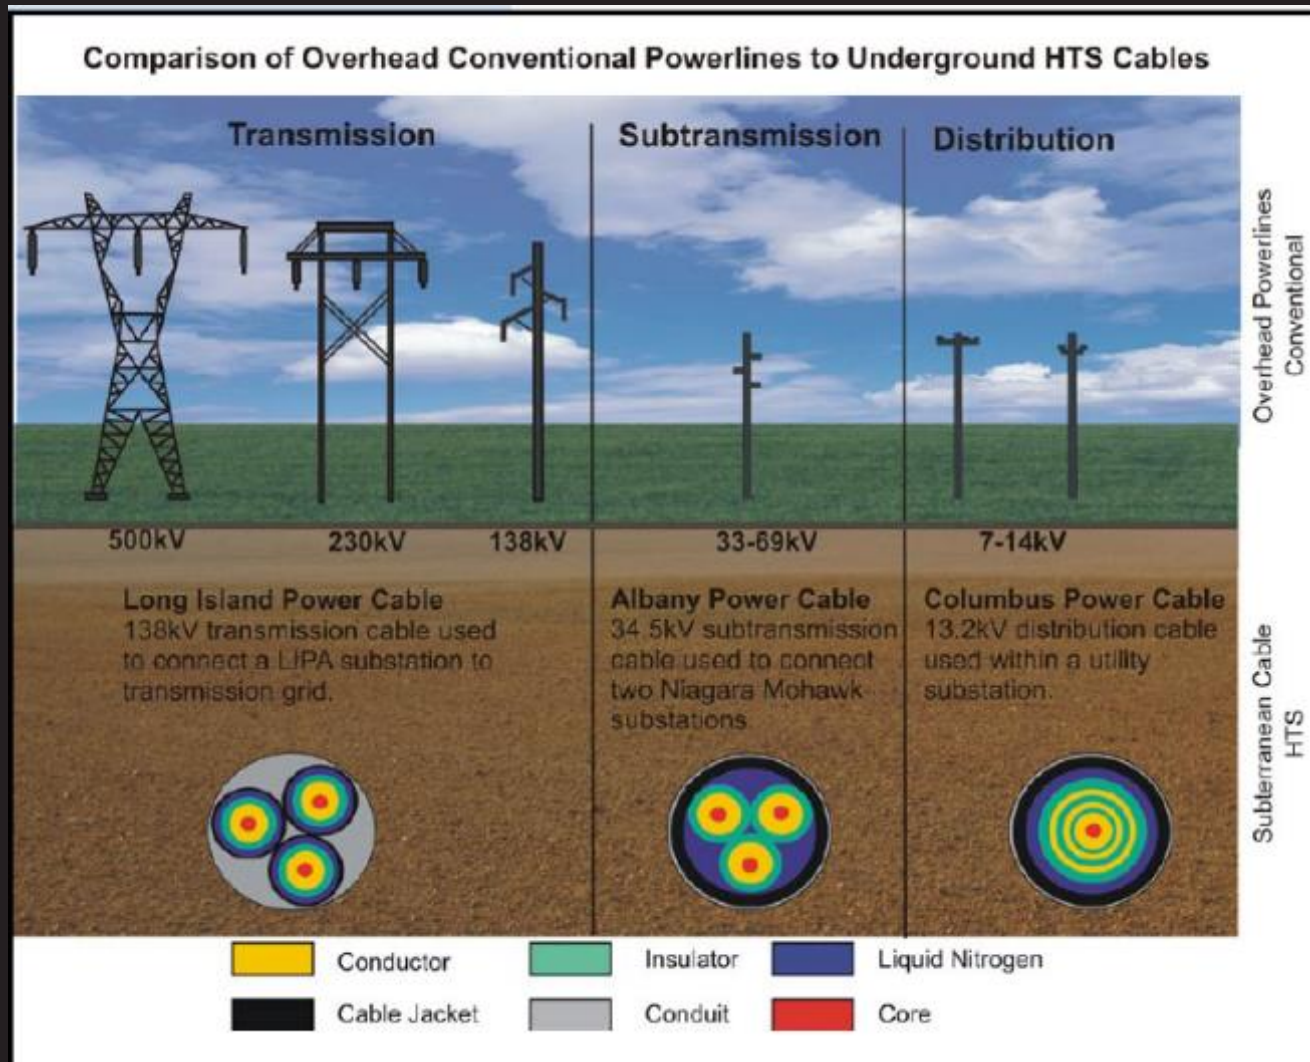 Comparison of Overhead Conventional Powerlines to Underground HTS Cables
Transmission
Subtransmission
Distribution
Overhead Powerlines
Conventional
500kV
230kV
138kV
33-69kV
7-14kV
Long Island Power Cable
138kV transmission cable used
to connect a LIPA substation to
transmission grid.
Albany Power Cable
34.5kV subtransmission
cable used to connect
two Niagara Mohawk
substations
Columbus Power Cable
13.2kV distribution cable
used within a utility
substation.
Subterranean Cable
HTS
Conductor
Insulator
Liquid Nitrogen
Cable Jacket
Conduit
Core